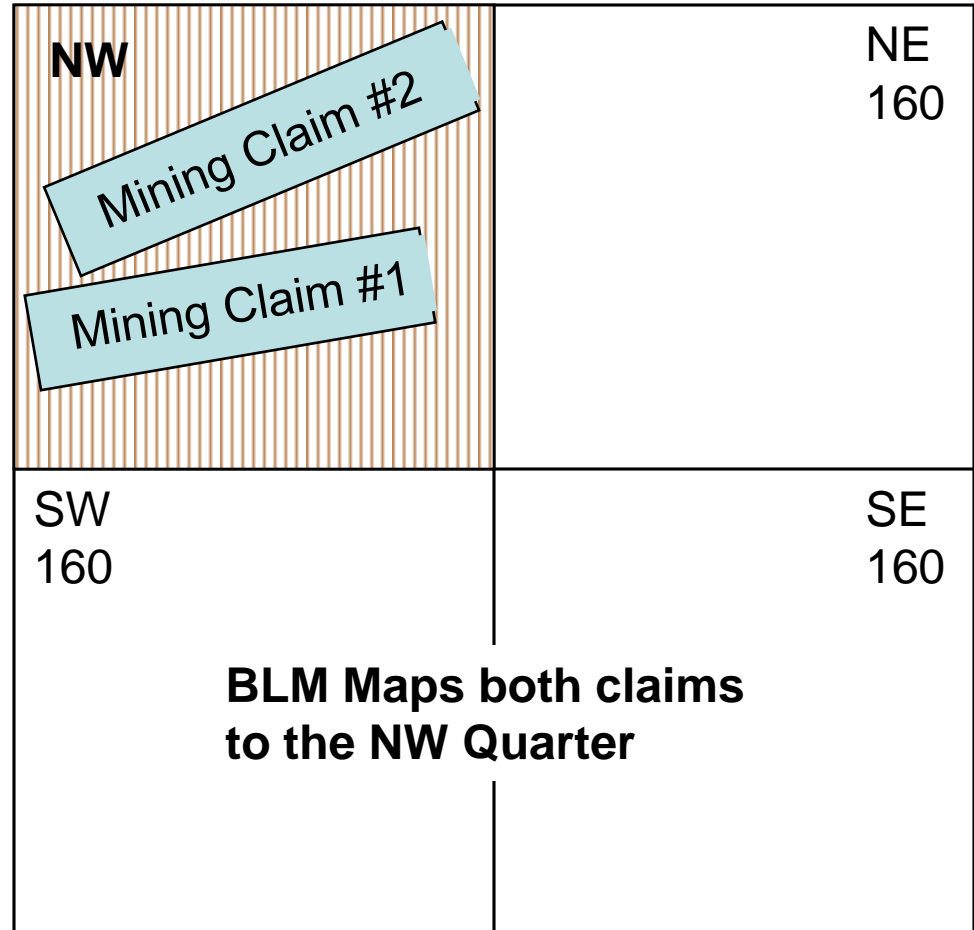 NW
Mining Claim #2
Mining Claim #1
NE
160
SW
160
SE
160
BLM Maps both claims
to the NW Quarter